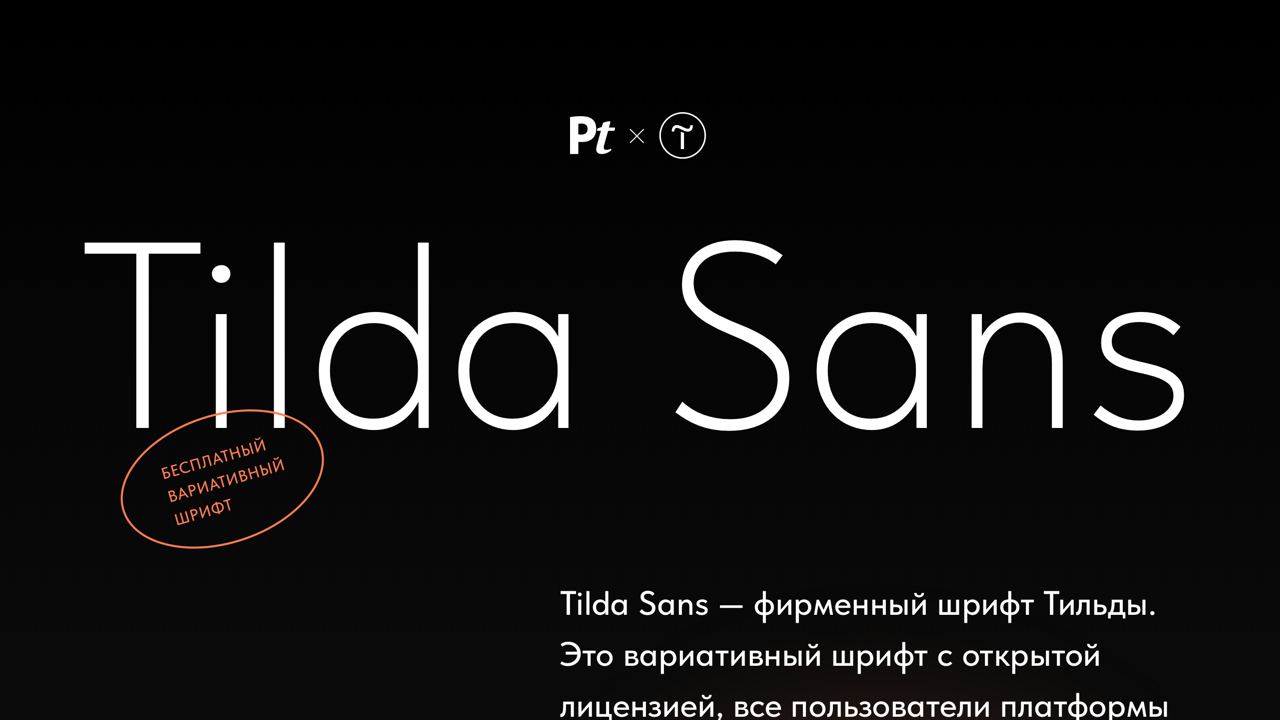 Pt × T
Tilda Sans
БЕСПЛАТНЫЙ
ВАРИАТИВНЫЙ
ШРИФТ
Tilda Sans — фирменный шрифт Тильды.
Это вариативный шрифт с открытой
лицензией, все пользователи платформы